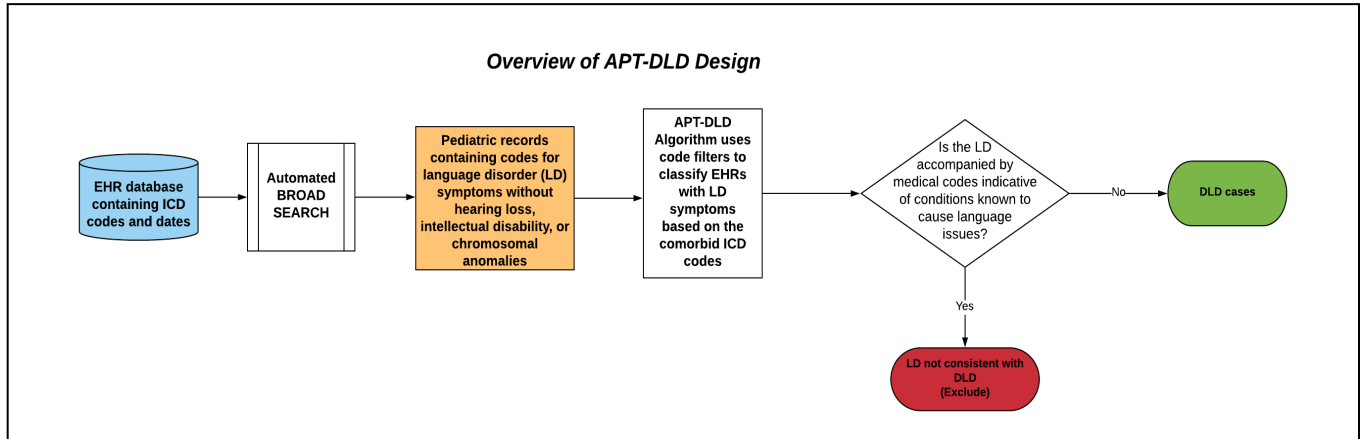 Overview of APT-DLD Design
EHR database
containing ICD
codes and dates
Automated
BROAD
SEARCH
Pediatric records
containing codes for
language disorder (LD)
symptoms without
hearing loss,
intellectual disability, or
chromosomal
anomalies
APT-DLD
Algorithm uses
code filters to
classify EHRs
with LD
symptoms
based on the
comorbid ICD
codes
Is the LD
accompanied by
medical codes indicative
of conditions known to
cause language
issues?
No
DLD cases
Yes
LD not consistent with
DLD
(Exclude)